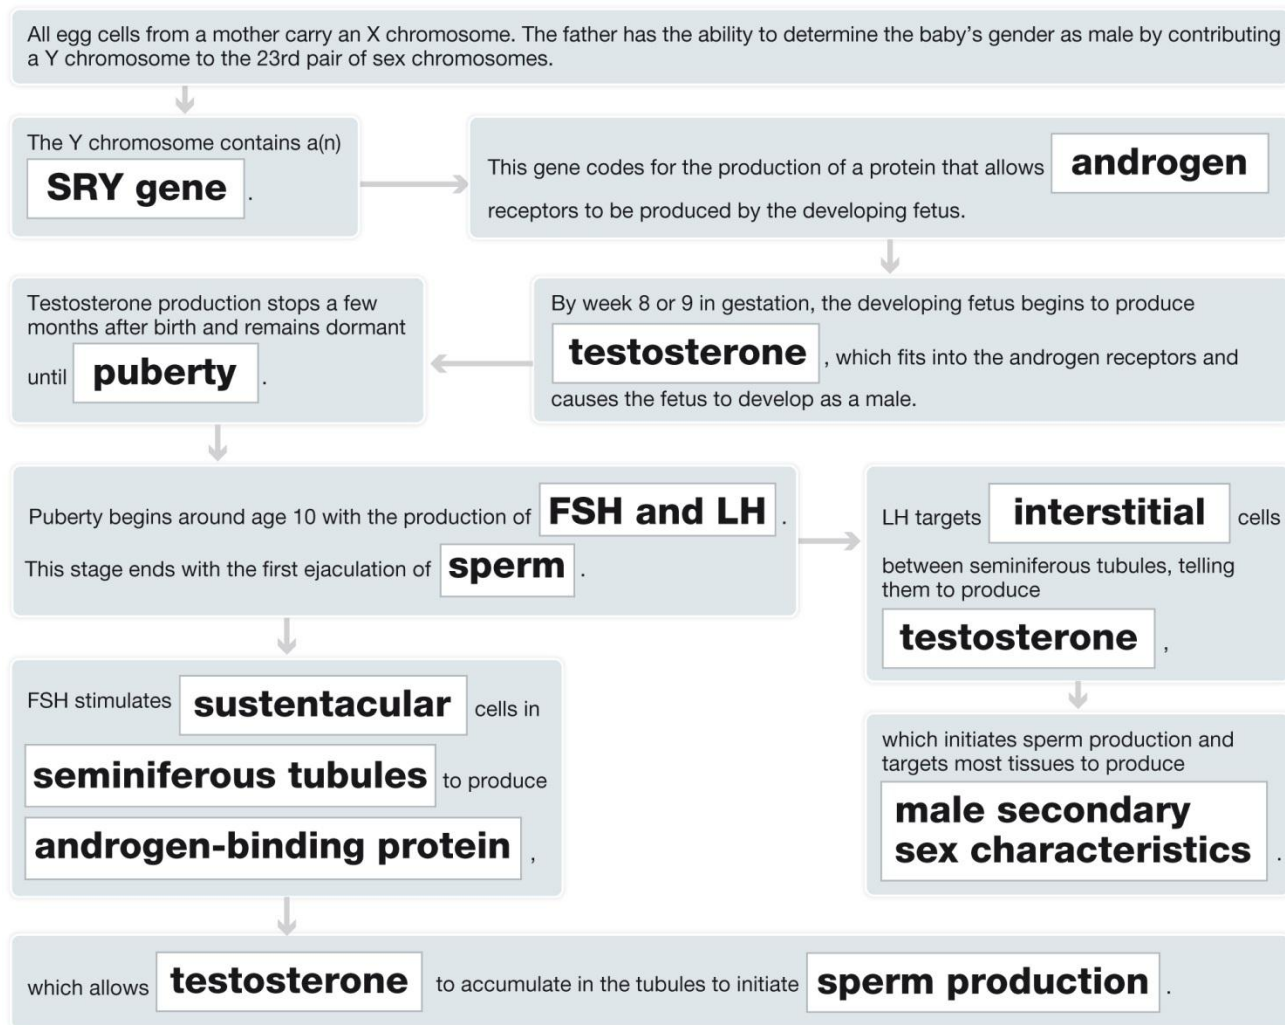 All egg cells from a mother carry an X chromosome. The father has the ability to determine the baby's gender as male by contributing
a Y chromosome to the 23rd pair of sex chromosomes.
The Y chromosome contains a(n)
SRY gene .
This gene codes for the production of a protein that allows androgen
receptors to be produced by the developing fetus.
By week 8 or 9 in gestation, the developing fetus begins to produce
testosterone , which fits into the androgen receptors and
causes the fetus to develop as a male.
Testosterone production stops a few
months after birth and remains dormant
until puberty .
Puberty begins around age 10 with the production of FSH and LH .
This stage ends with the first ejaculation of sperm .
LH targets interstitial cells
between seminiferous tubules, telling
them to produce
testosterone ,
which initiates sperm production and
targets most tissues to produce
male secondary
sex characteristics .
FSH stimulates sustentacular cells in
seminiferous tubules to produce
androgen-binding protein ,
which allows testosterone to accumulate in the tubules to initiate sperm production .